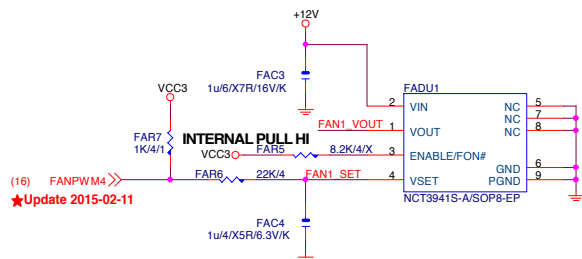 +12V
FAC3
1u/6/X7R/16V/K
VCC3
FADU1
2 VIN NC 5
NC 7
FAN1_VOUT 1 VOUT NC 8
FAR7
1K/4/1
INTERNAL PULL HI
VCC3 FAR5 8.2K/4/X 3 ENABLE/FON#
GND 6
(16) FANPWM4 FAR6 22K/4 FAN1_SET 4 VSET PGND 9
★Update 2015-02-11
NCT3941S-A/SOP8-EP
FAC4
1u/4/X5R/6.3V/K